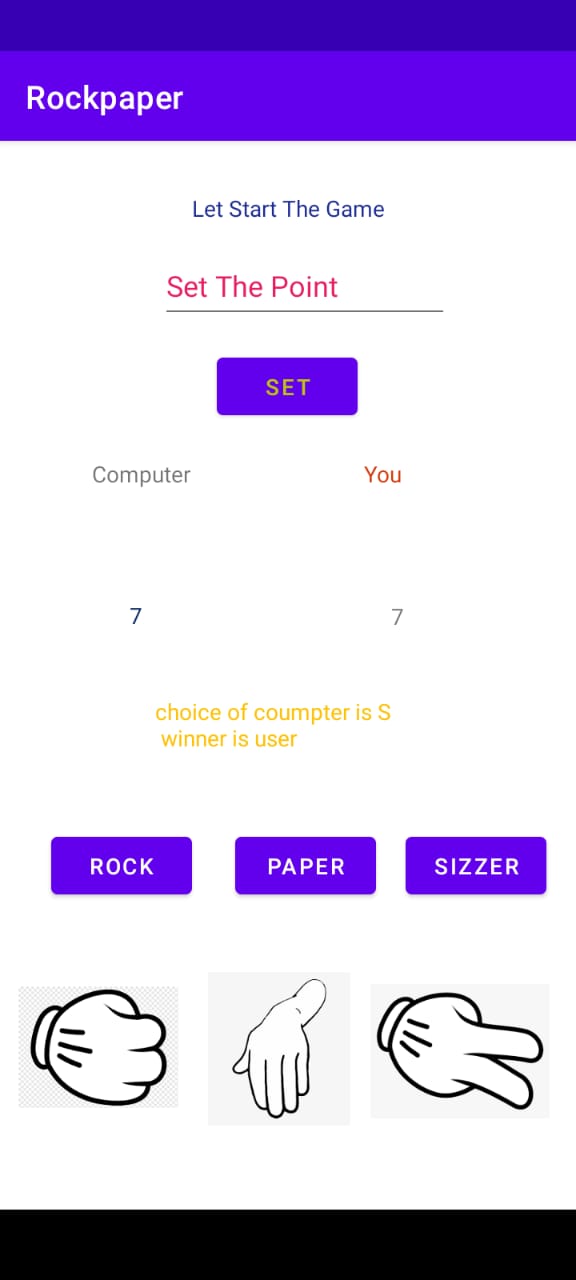 Rockpaper
Let Start The Game
Set The Point
SET
Computer You
7 7
choice of coumpter is S
winner is user
ROCK PAPER SIZZER